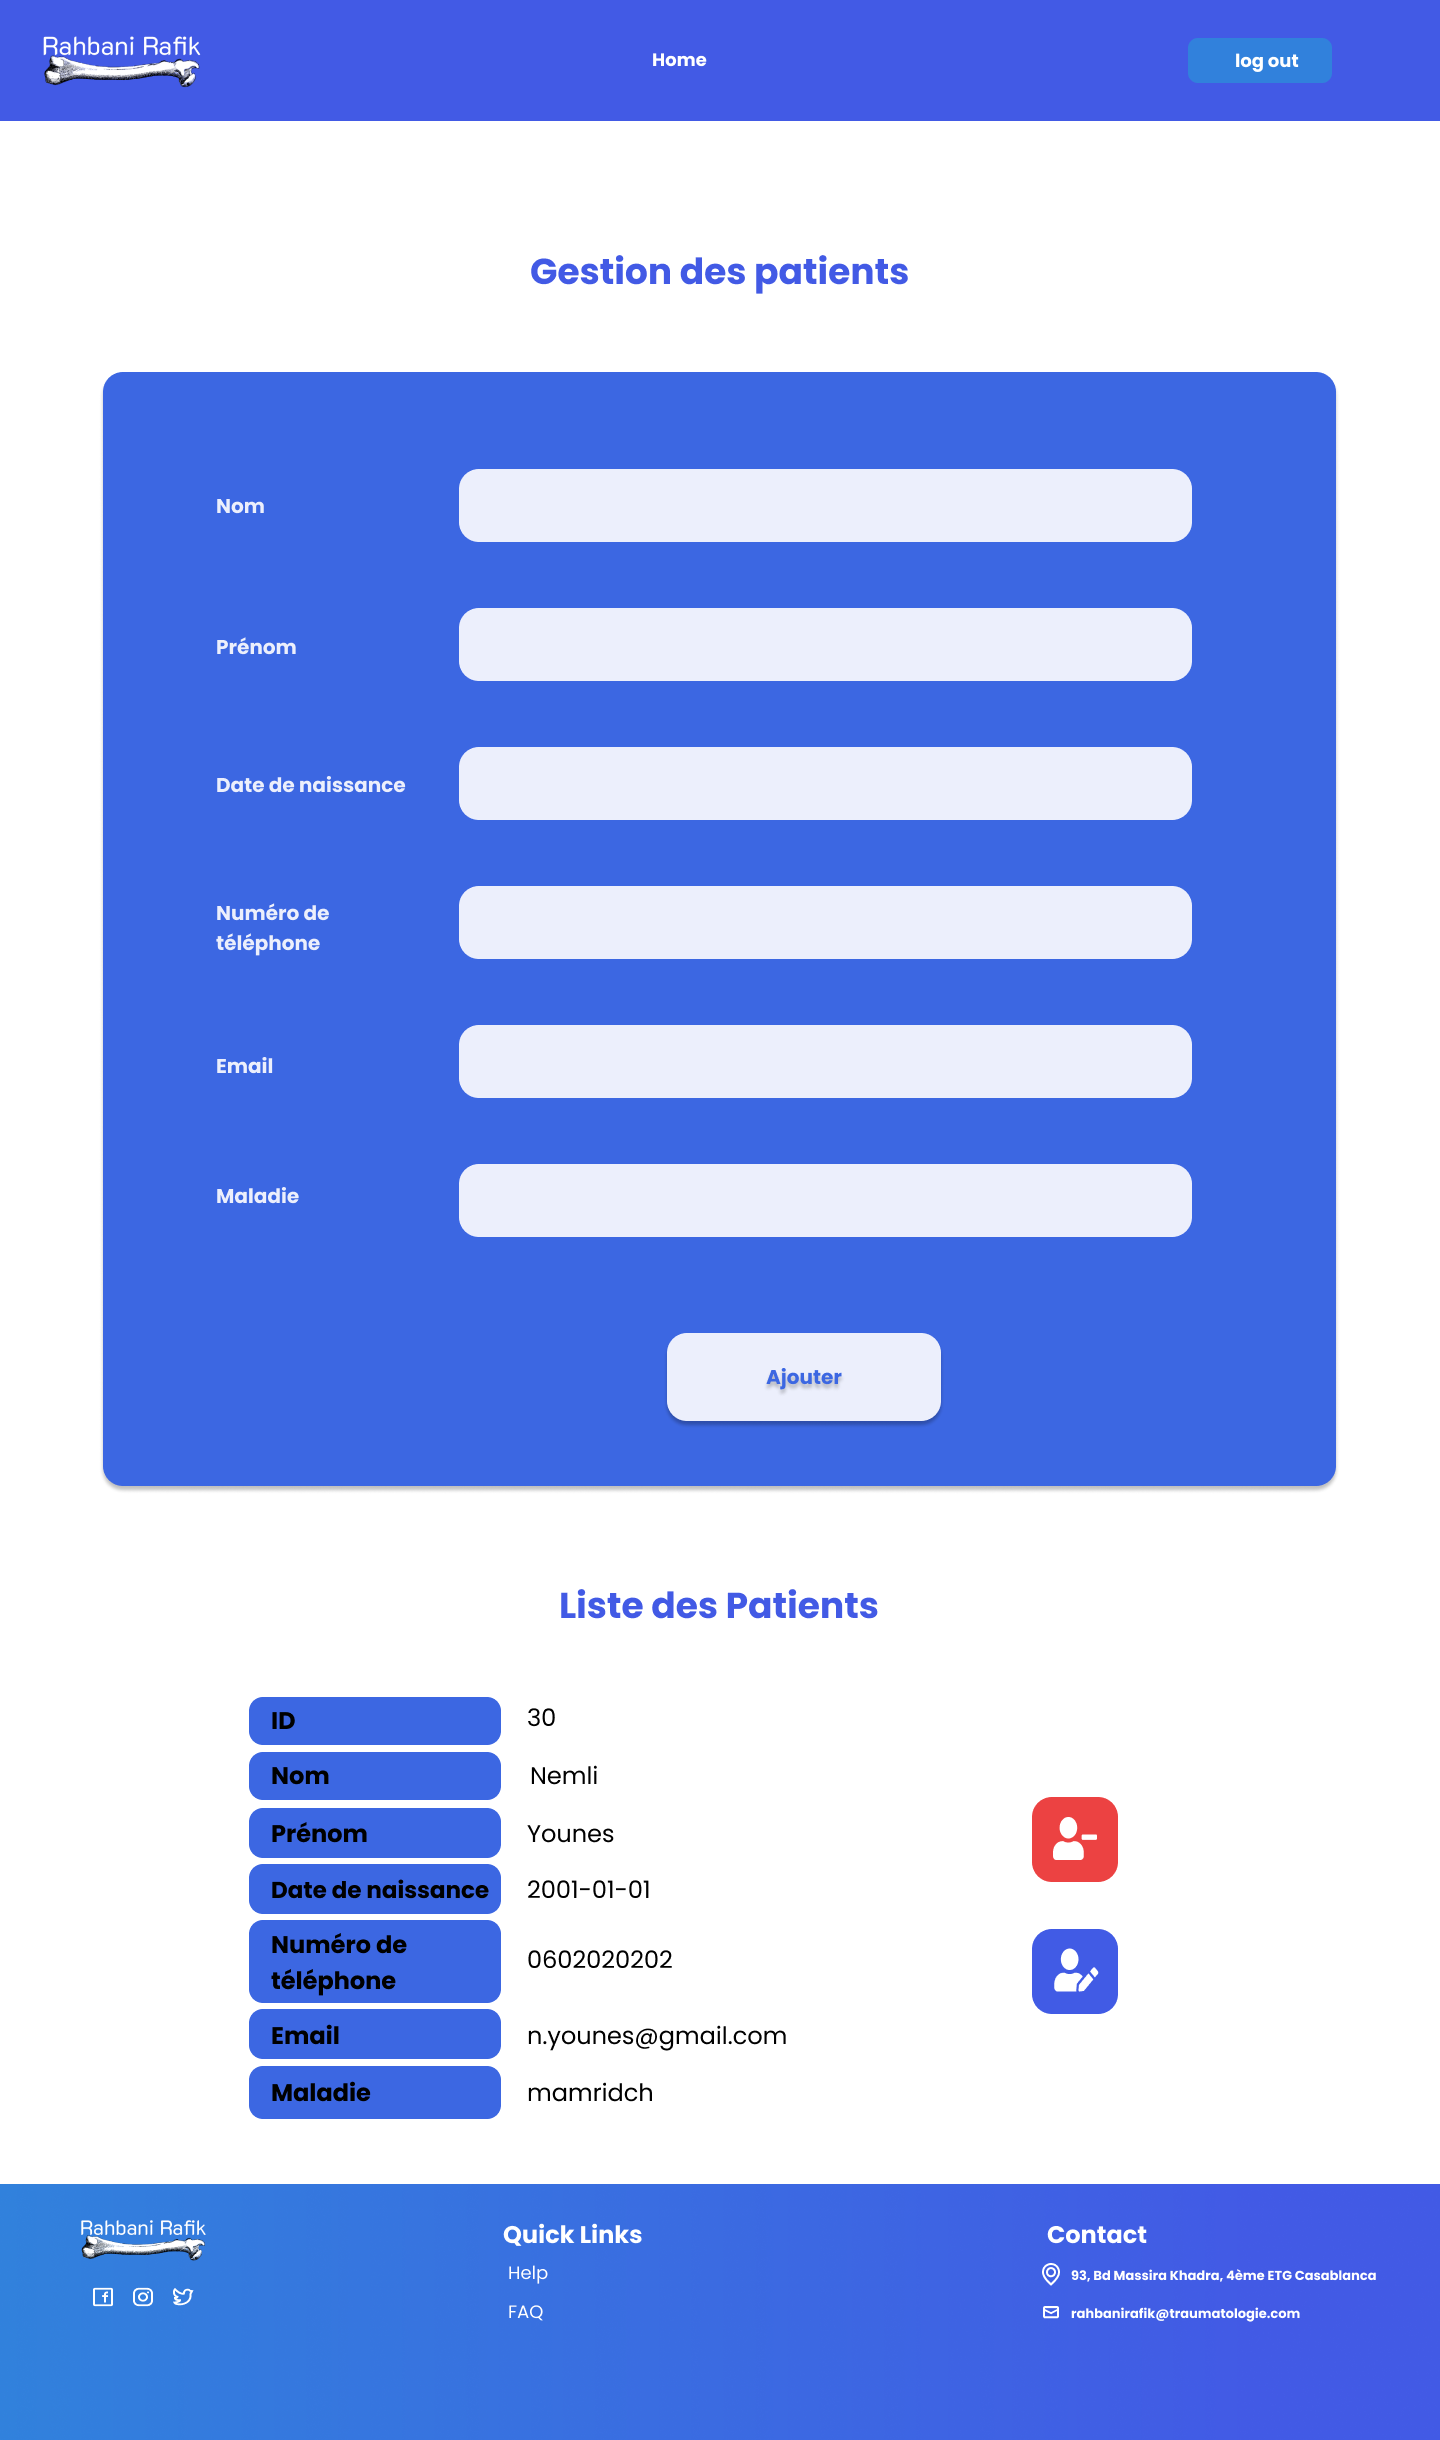 Rahbani Rafik
Home
log out
Gestion des patients
Nom
Prénom
Date de naissance
Numéro de
téléphone
Email
Maladie
Ajouter
Liste des Patients
ID 30
Nom Nemli
Prénom Younes
Date de naissance 2001-01-01
Numéro de
téléphone 0602020202
Email n.younes@gmail.com
Maladie mamridch
Rahbani Rafik
Quick Links
Help
FAQ
Contact
93, Bd Massira Khadra, 4ème ETG Casablanca
rahbanirafik@traumatologie.com